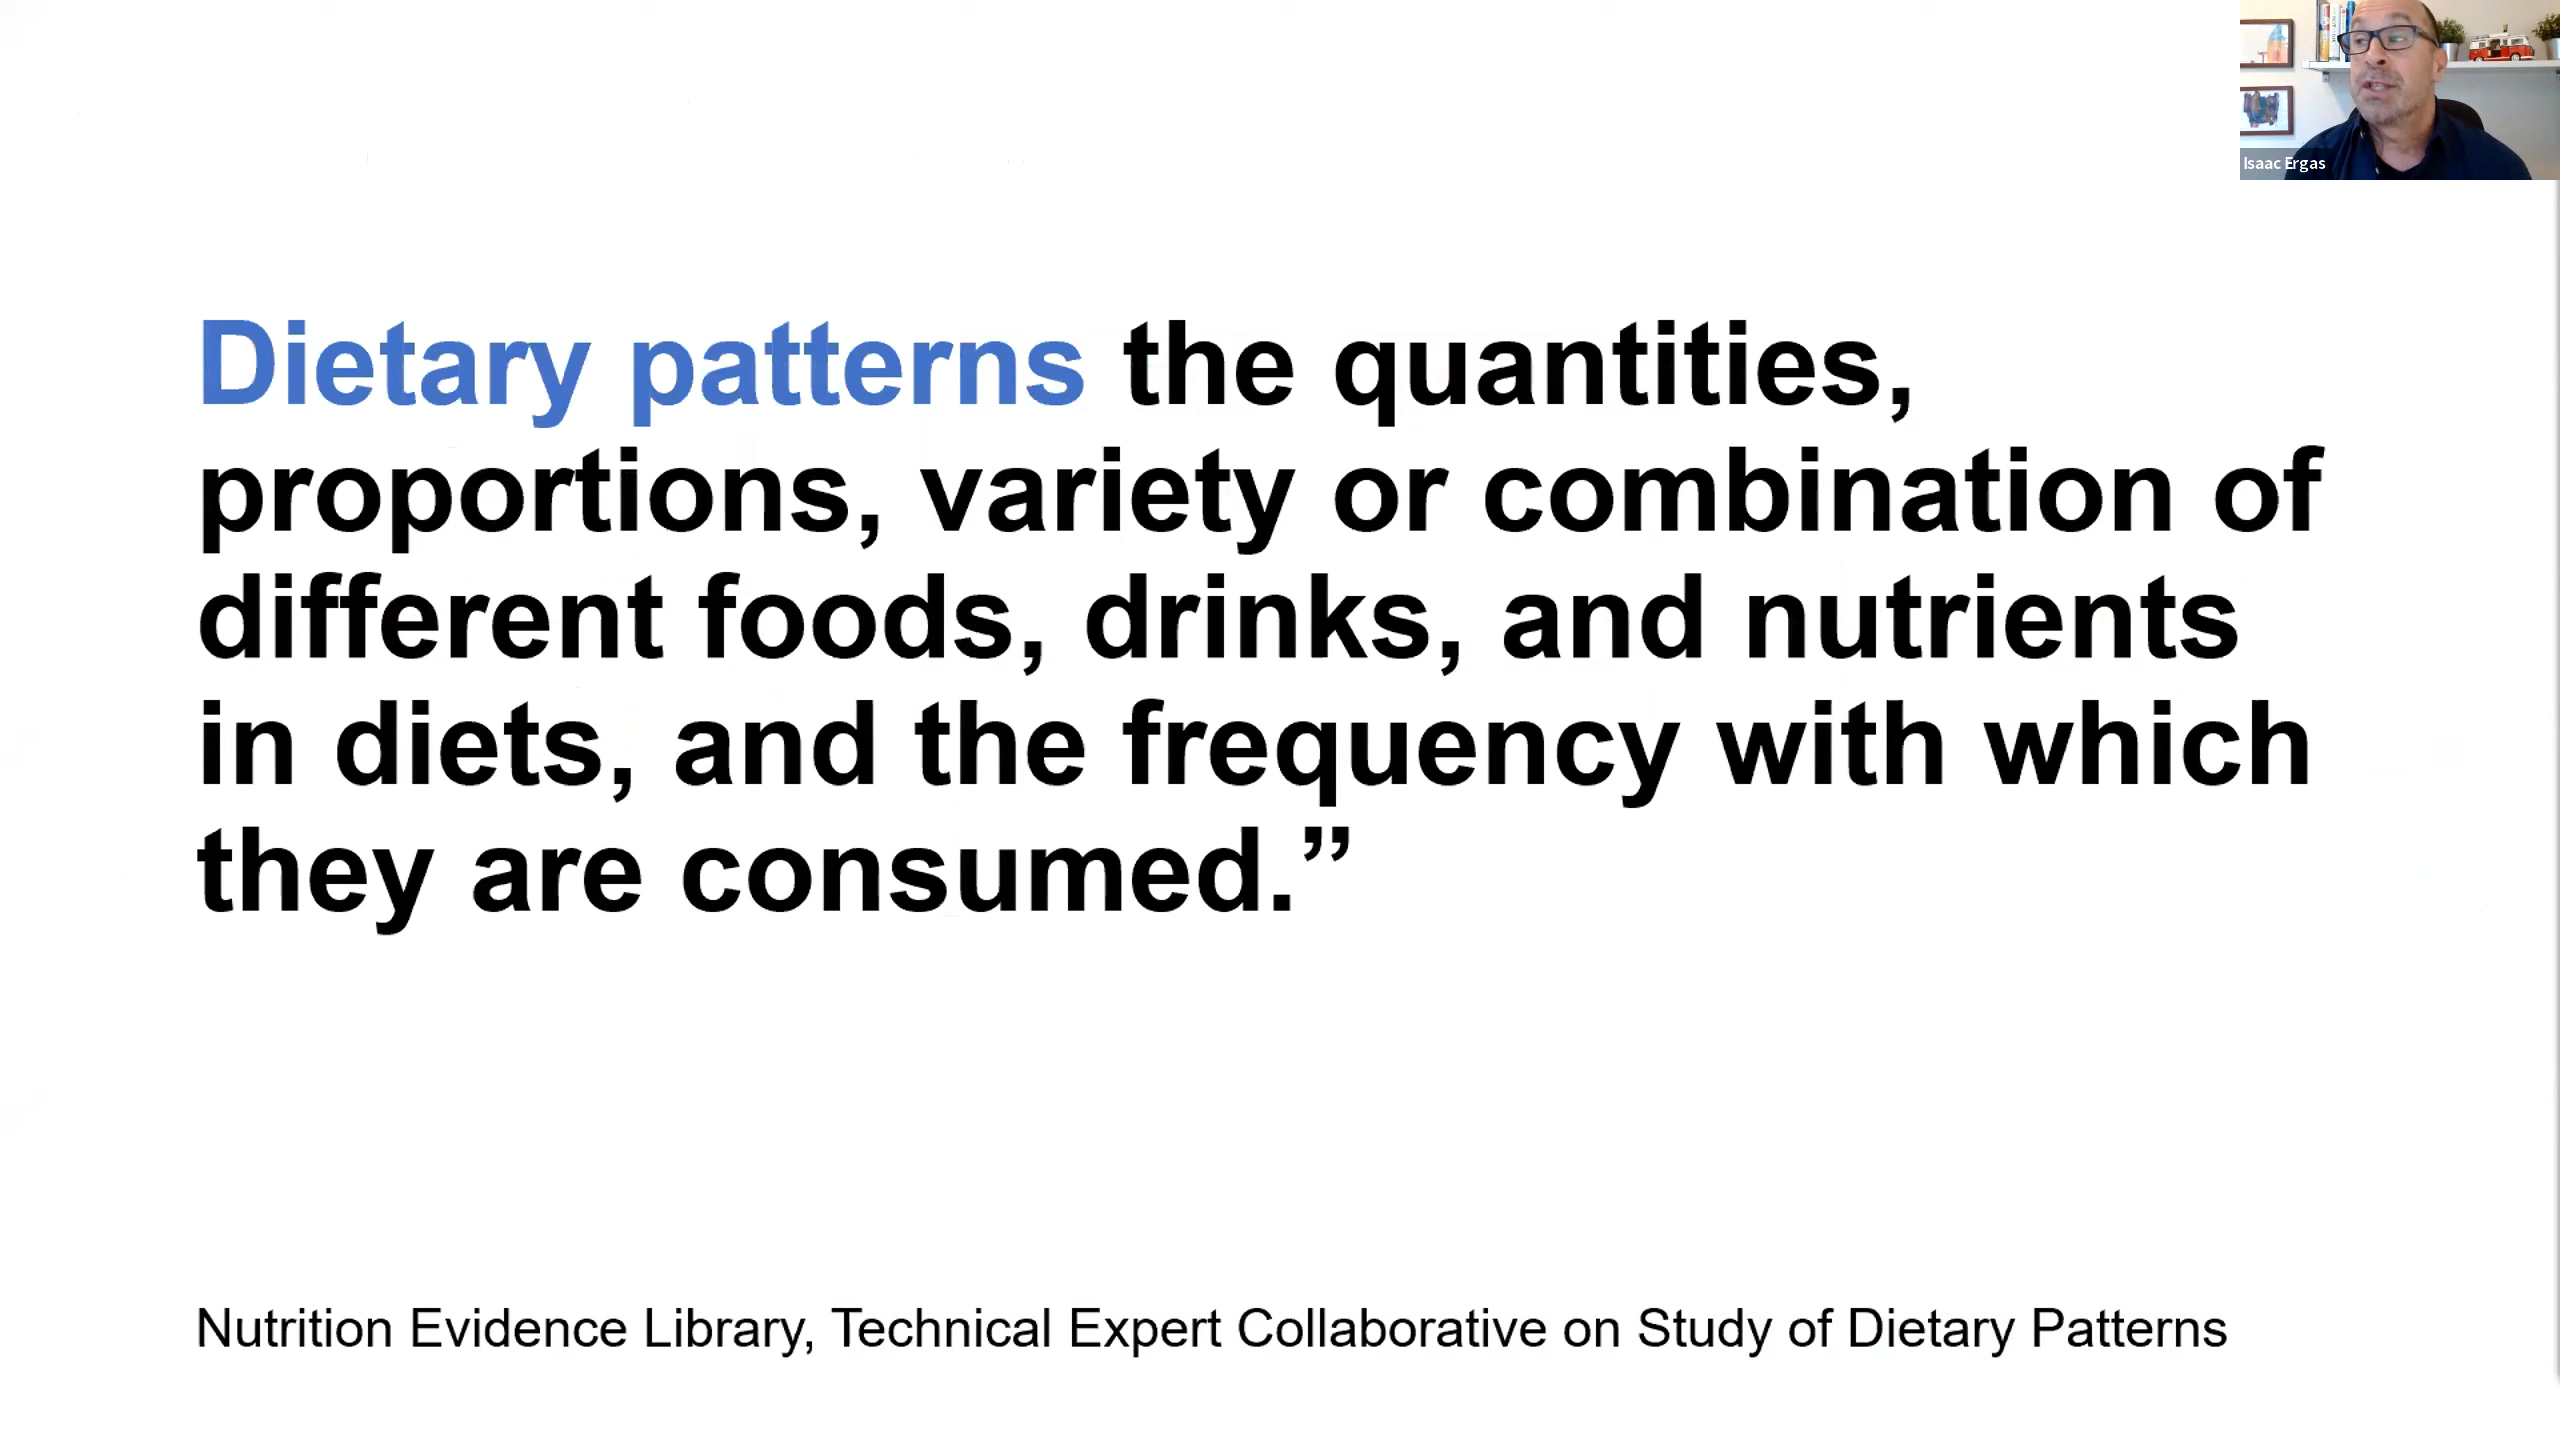 Isaac Ergas
Dietary patterns the quantities,
proportions, variety or combination of
different foods, drinks, and nutrients
in diets, and the frequency with which
they are consumed.”
Nutrition Evidence Library, Technical Expert Collaborative on Study of Dietary Patterns